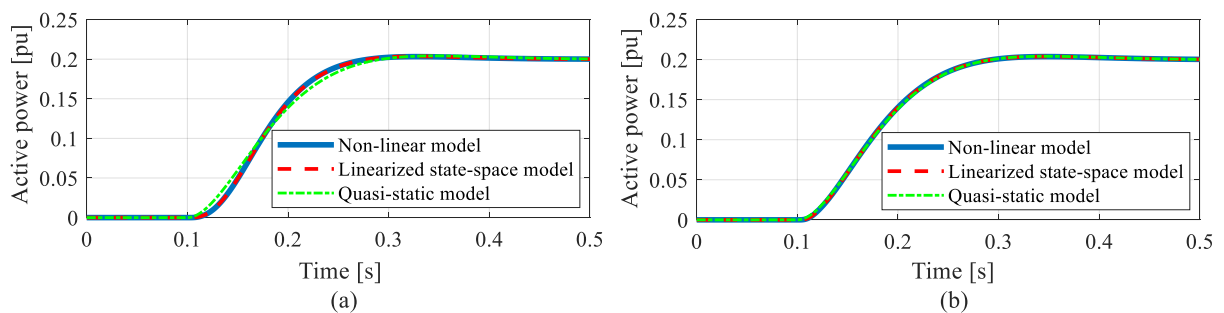 Active power [pu]
0.25
0.2
0.15
0.1
0.05
0
Non-linear model
Linearized state-space model
Quasi-static model
0
0.1
0.2
0.3
0.4
0.5
Time [s]
(a)
Active power [pu]
0.25
0.2
0.15
0.1
0.05
0
Non-linear model
Linearized state-space model
Quasi-static model
0
0.1
0.2
0.3
0.4
0.5
Time [s]
(b)